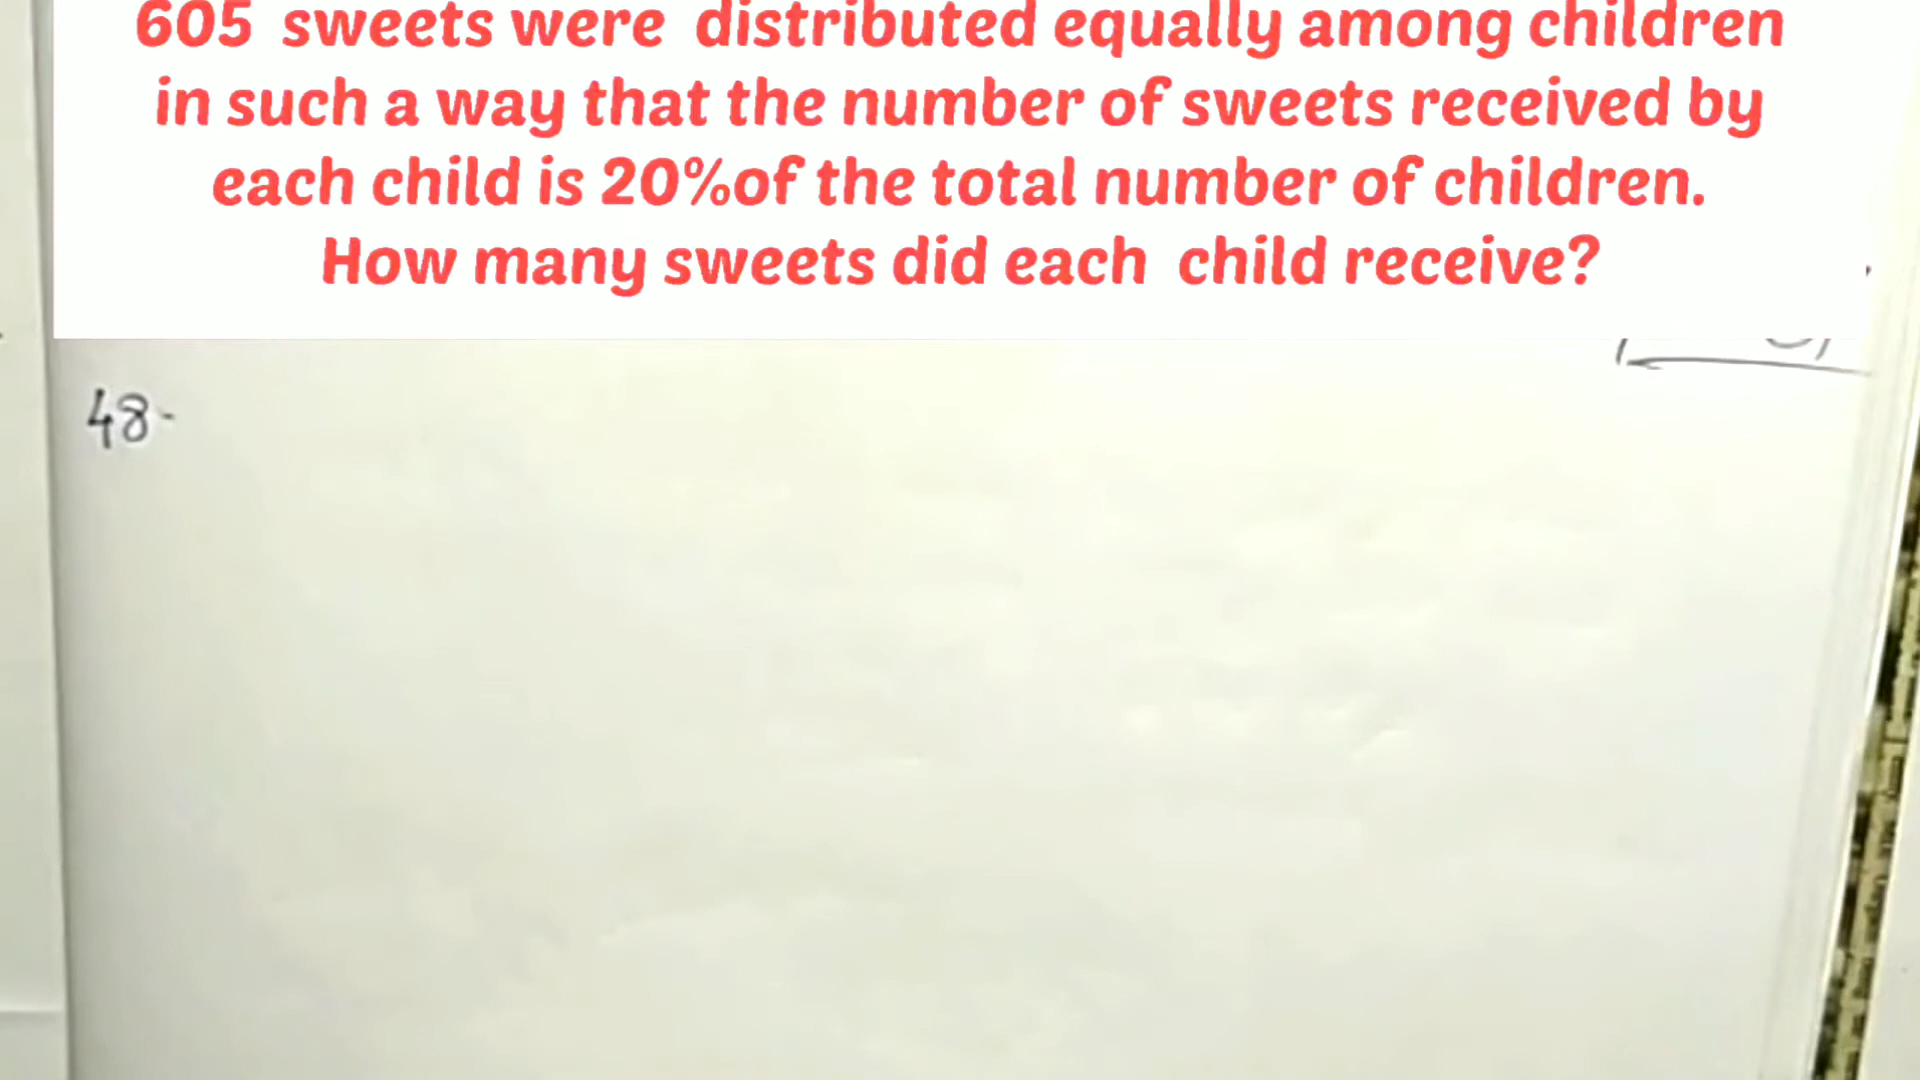 605 sweets were distributed equally among children
in such a way that the number of sweets received by
each child is 20%of the total number of children.
How many sweets did each child receive?
48-